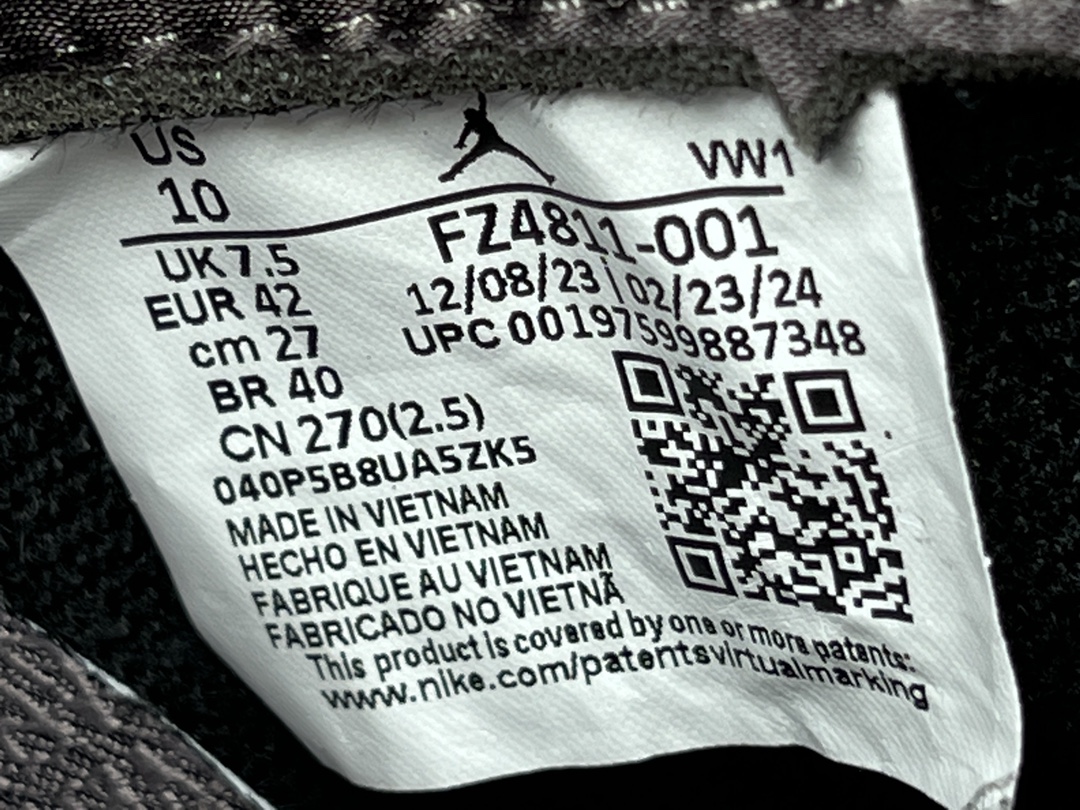 US VW1
10
FZ4811-001
UK 7.5
12/08/23 | 02/23/24
EUR 42
UPC 00197599887348
cm 27
BR 40
CN 270(2.5)
040P5B8UA5ZK5
MADE IN VIETNAM
HECHO EN VIETNAM
FABRIQUE AU VIETNAM
FABRICADO NO VIETNÃ
This product is covered by one or more patents:
www.nike.com/patentsvirtualmarking